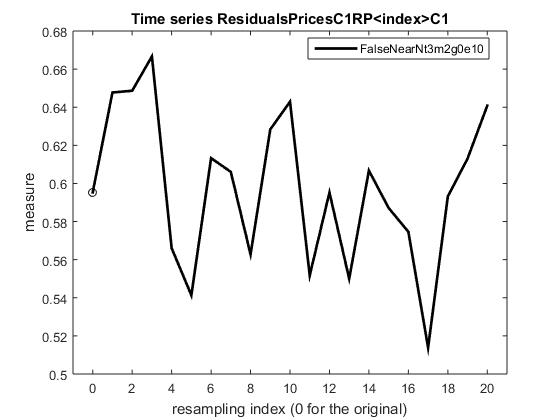 Time series ResidualsPricesC1RP<index>C1
FalseNearNt3m2g0e10
0.68
0.66
0.64
0.62
0.6
0.58
0.56
0.54
0.52
0.5
measure
0 2 4 6 8 10 12 14 16 18 20
resampling index (0 for the original)